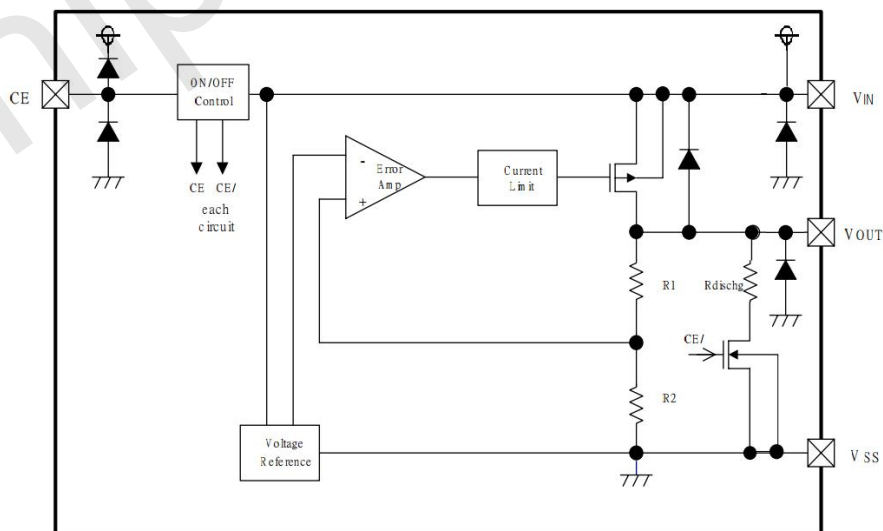 CE
ON/OFF
Control
CE CE/
each
circuit
-
+
Error
Amp
Current
Limit
VIN
VOUT
R1
Rdischg
CE/
R2
Voltage
Reference
VSS